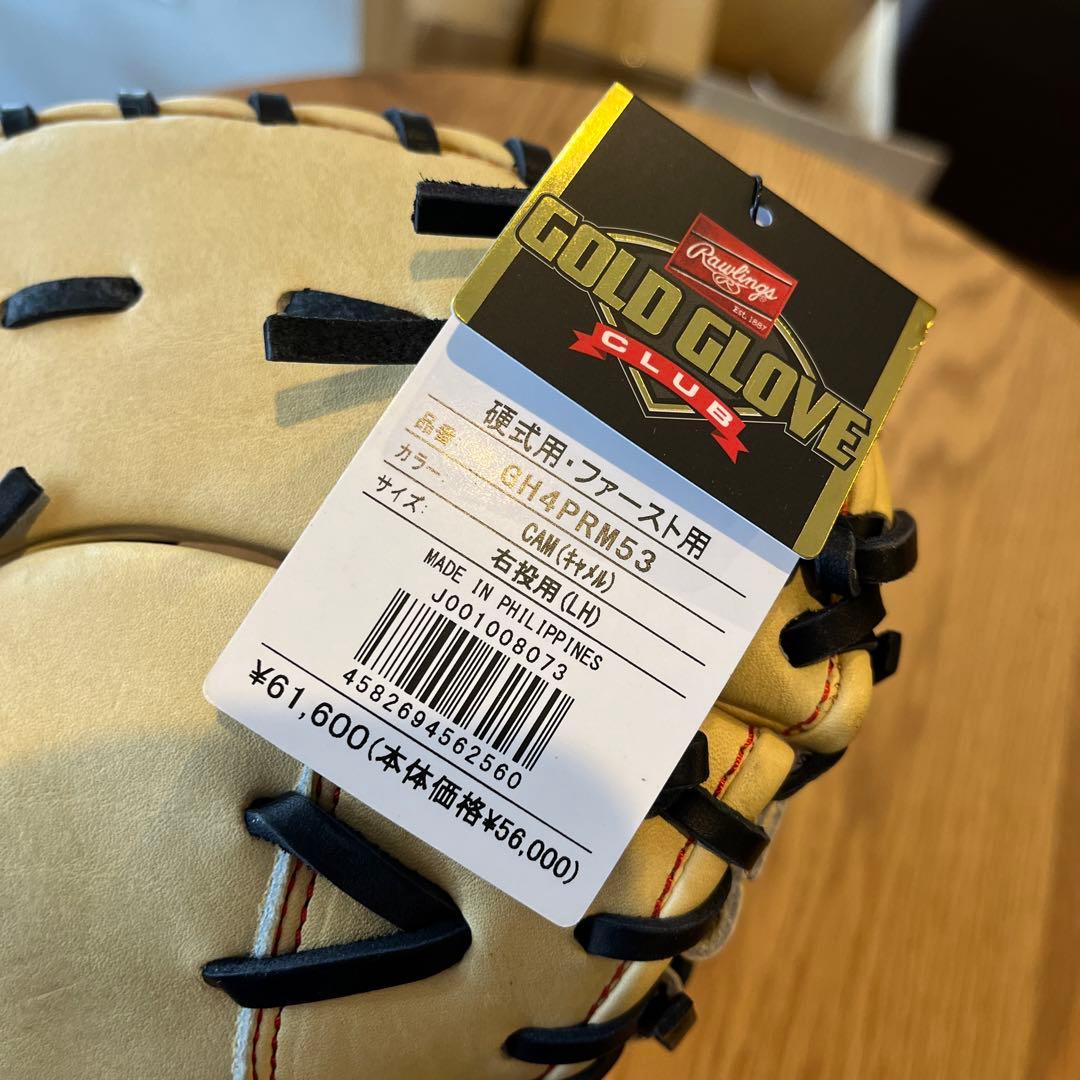 Rawlings
Est. 1887
GOLD GLOVE
CLUB
硬式用・ファースト用
品番 GH4PRM53
カラー: CAM(ｷｬﾒﾙ)
サイズ: 右投用(LH)
MADE IN PHILIPPINES
J001008073
4582694562560
¥61,600(本体価格¥56,000)